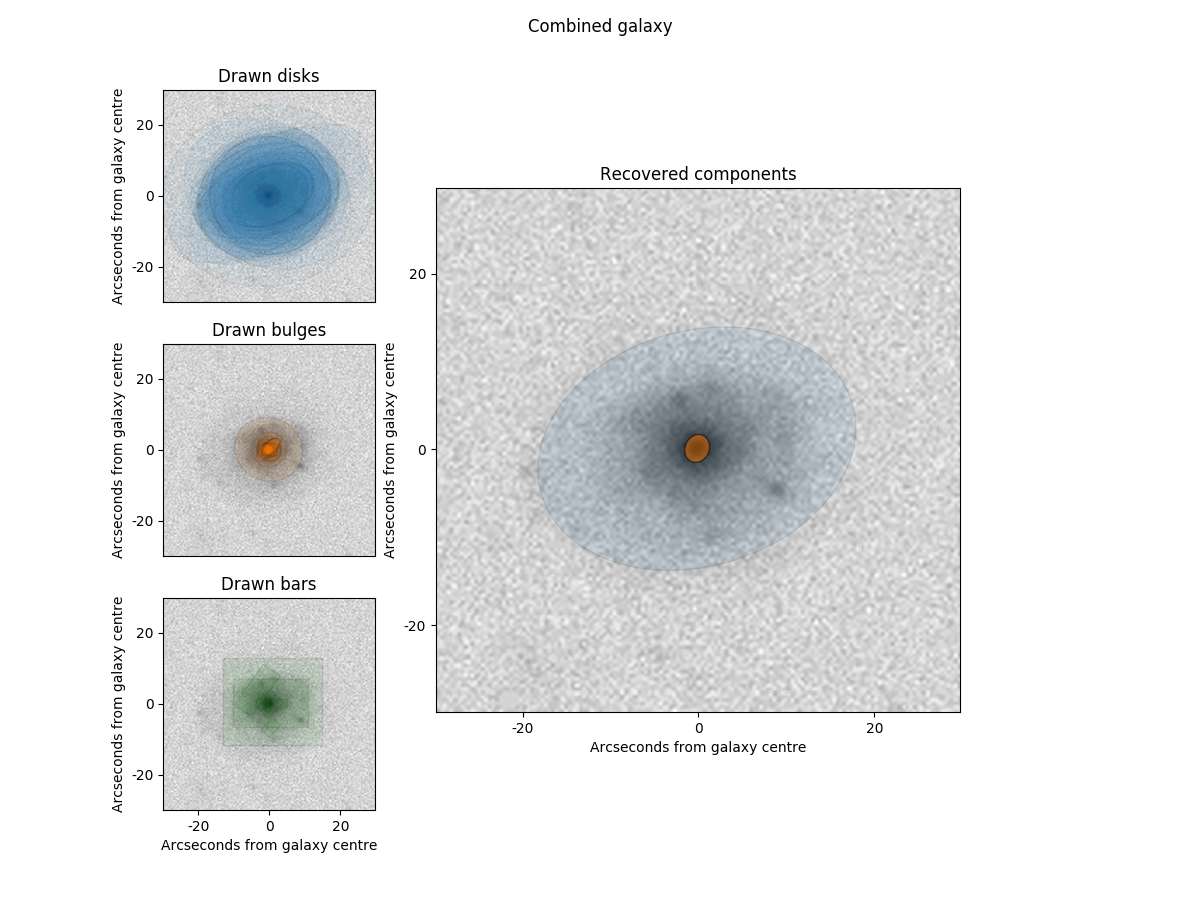 Combined galaxy
Drawn disks
Arcseconds from galaxy centre
20
0
-20
Drawn bulges
Arcseconds from galaxy centre
20
0
-20
Drawn bars
Arcseconds from galaxy centre
20
0
-20
-20 0 20
Arcseconds from galaxy centre
Recovered components
Arcseconds from galaxy centre
20
0
-20
-20 0 20
Arcseconds from galaxy centre